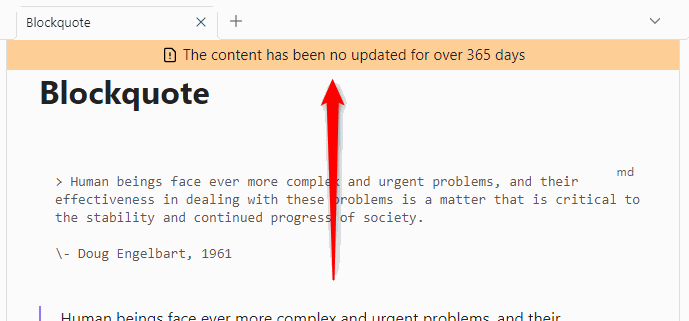 Blockquote
The content has been no updated for over 365 days
Blockquote
md
> Human beings face ever more complex and urgent problems, and their
effectiveness in dealing with these problems is a matter that is critical to
the stability and continued progress of society.
\- Doug Engelbart, 1961
Human beings face ever more complex and urgent problems, and their